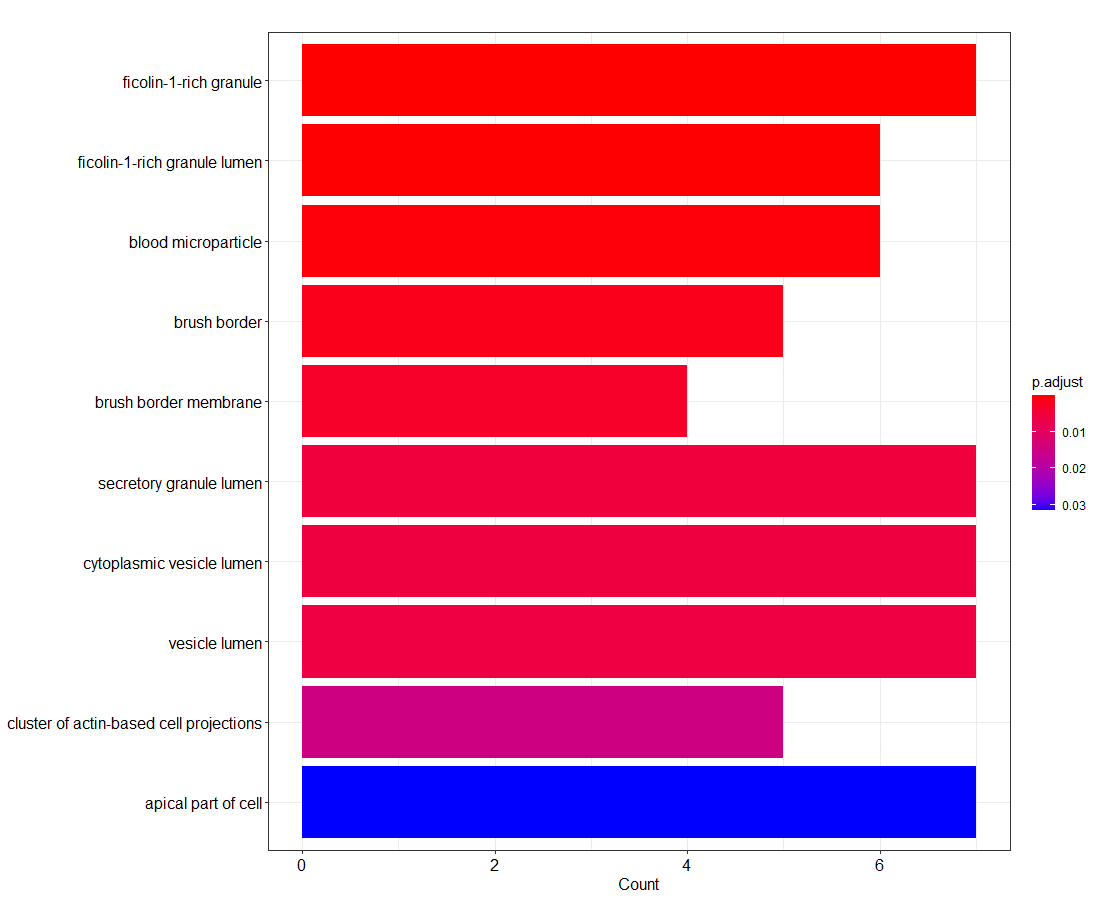 ficolin-1-rich granule
ficolin-1-rich granule lumen
blood microparticle
brush border
brush border membrane
secretory granule lumen
cytoplasmic vesicle lumen
vesicle lumen
cluster of actin-based cell projections
apical part of cell
0
2
4
6
Count
p.adjust
0.01
0.02
0.03